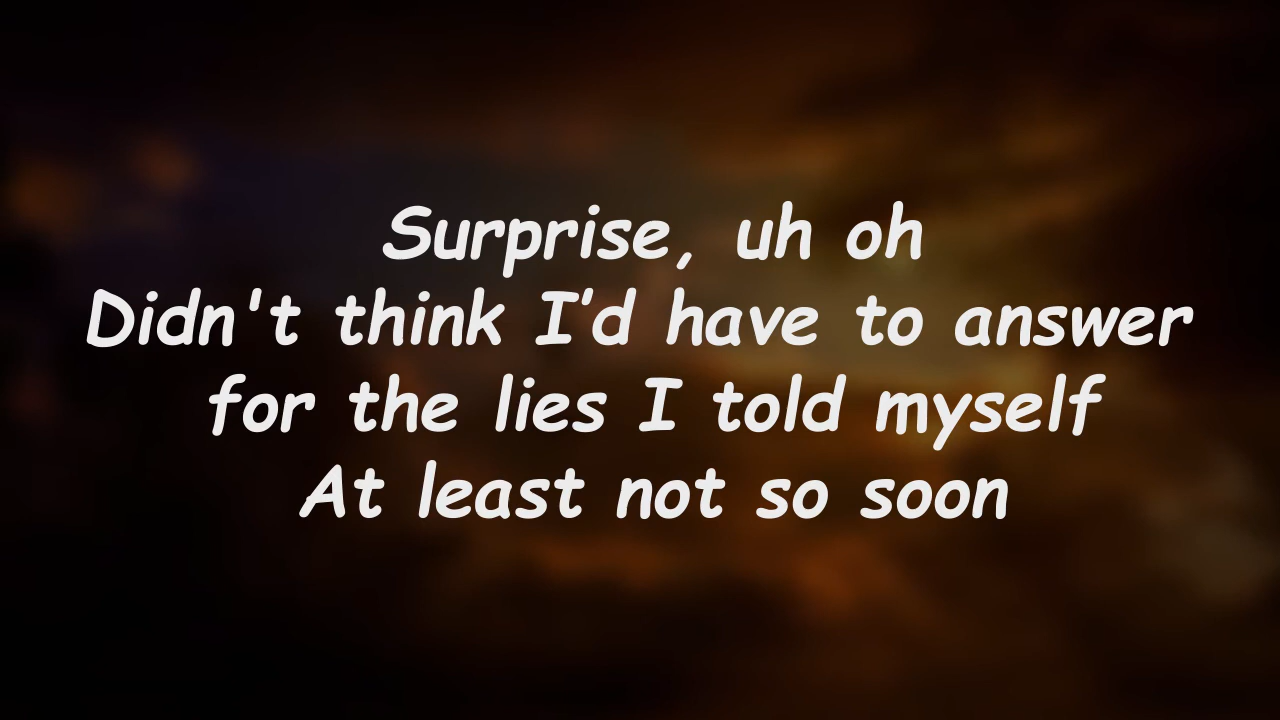 Surprise, uh oh
Didn't think I’d have to answer
for the lies I told myself
At least not so soon